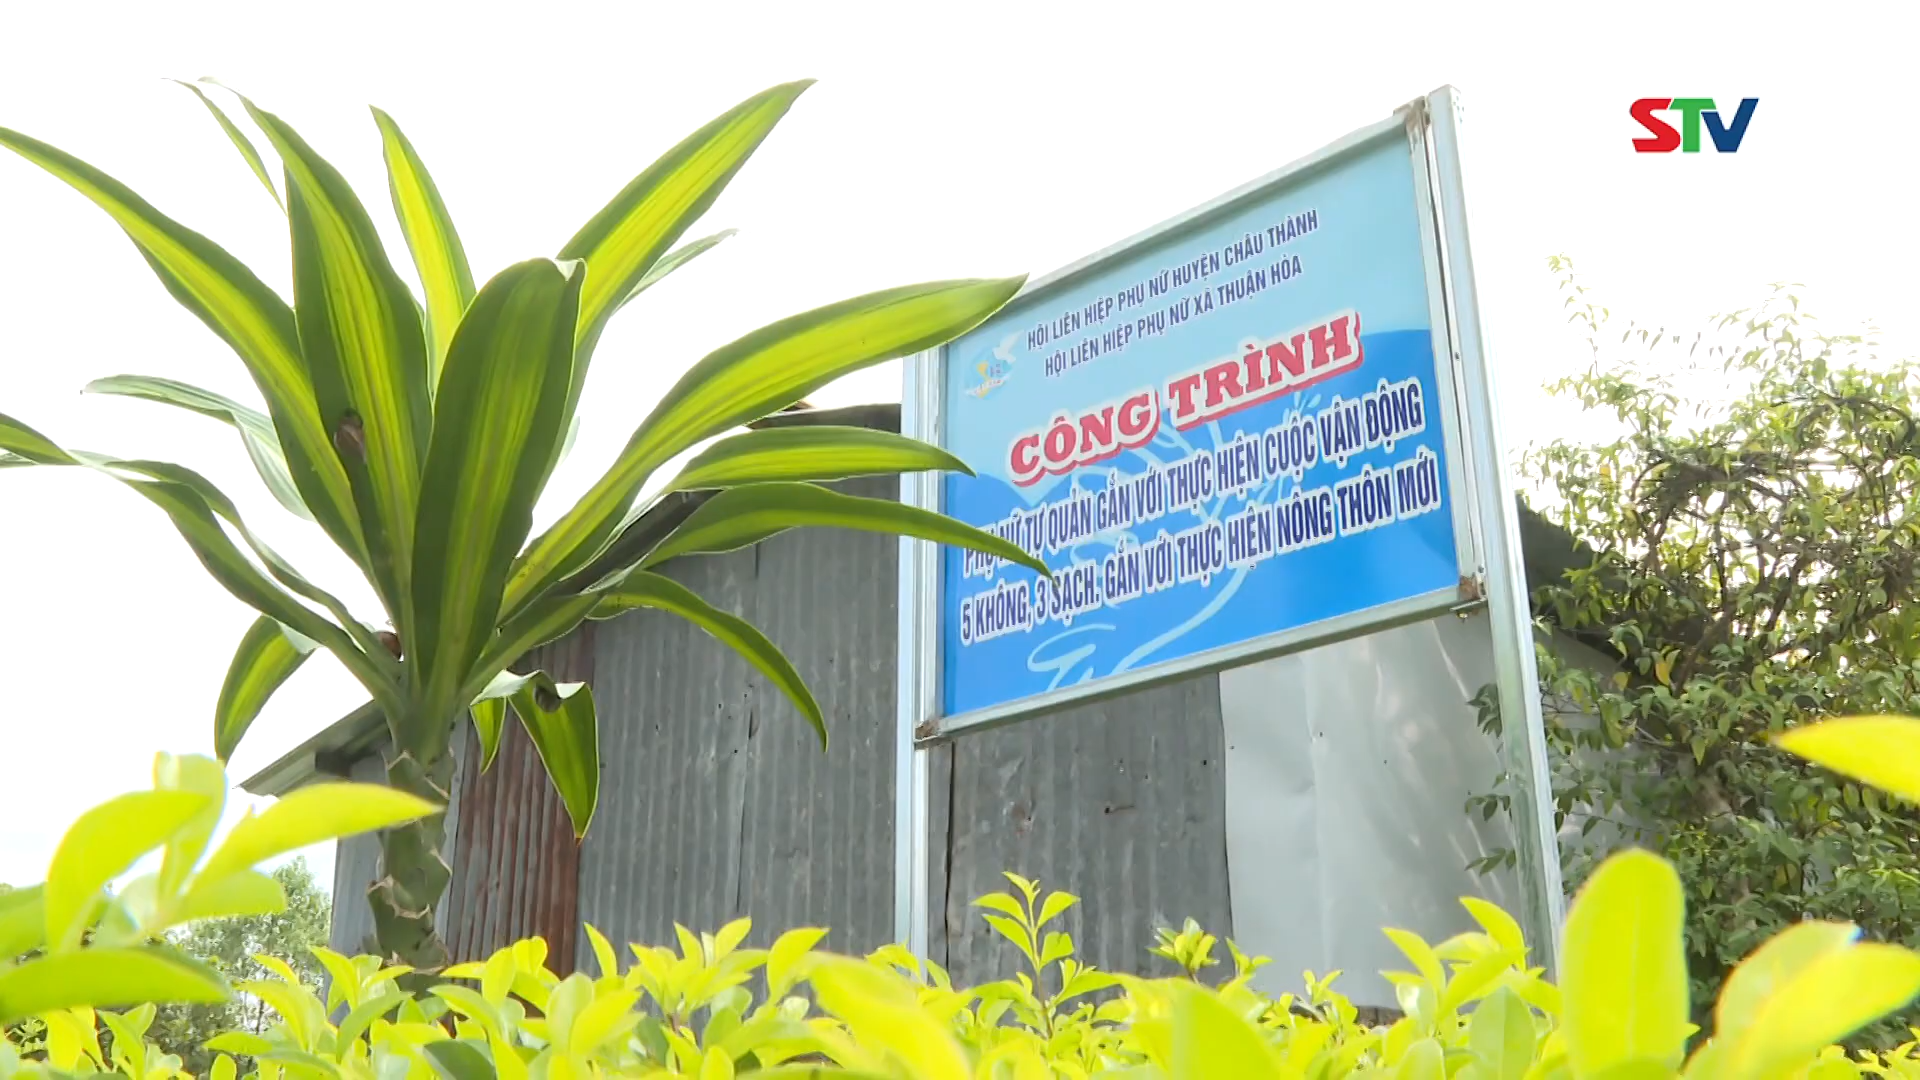 STV
HỘI LIÊN HIỆP PHỤ NỮ HUYỆN CHÂU THÀNH
HỘI LIÊN HIỆP PHỤ NỮ XÃ THUẬN HÒA
CÔNG TRÌNH
PHỤ NỮ TỰ QUẢN GẮN VỚI THỰC HIỆN CUỘC VẬN ĐỘNG
5 KHÔNG, 3 SẠCH. GẮN VỚI THỰC HIỆN NÔNG THÔN MỚI